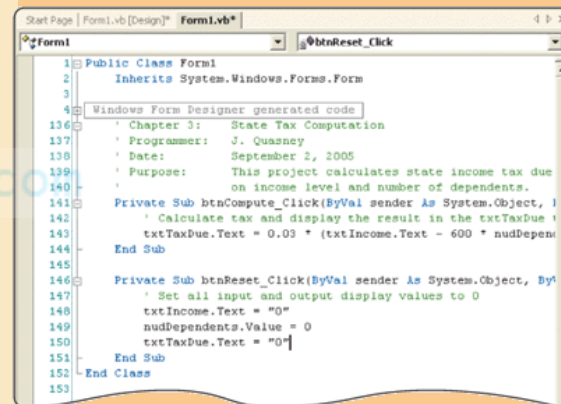 Start Page | Form1.vb [Design]* Form1.vb*
Form1 btnReset_Click
1 Public Class Form1
2 Inherits System.Windows.Forms.Form
3
4 Windows Form Designer generated code
136 ' Chapter 3: State Tax Computation
137 ' Programmer: J. Quasney
138 ' Date: September 2, 2005
139 ' Purpose: This project calculates state income tax due
140 ' on income level and number of dependents.
141 Private Sub btnCompute_Click(ByVal sender As System.Object,
142 ' Calculate tax and display the result in the txtTaxDue
143 txtTaxDue.Text = 0.03 * (txtIncome.Text - 600 * nudDepend
144 End Sub
145
146 Private Sub btnReset_Click(ByVal sender As System.Object, ByV
147 ' Set all input and output display values to 0
148 txtIncome.Text = "0"
149 nudDependents.Value = 0
150 txtTaxDue.Text = "0"
151 End Sub
152 End Class
153